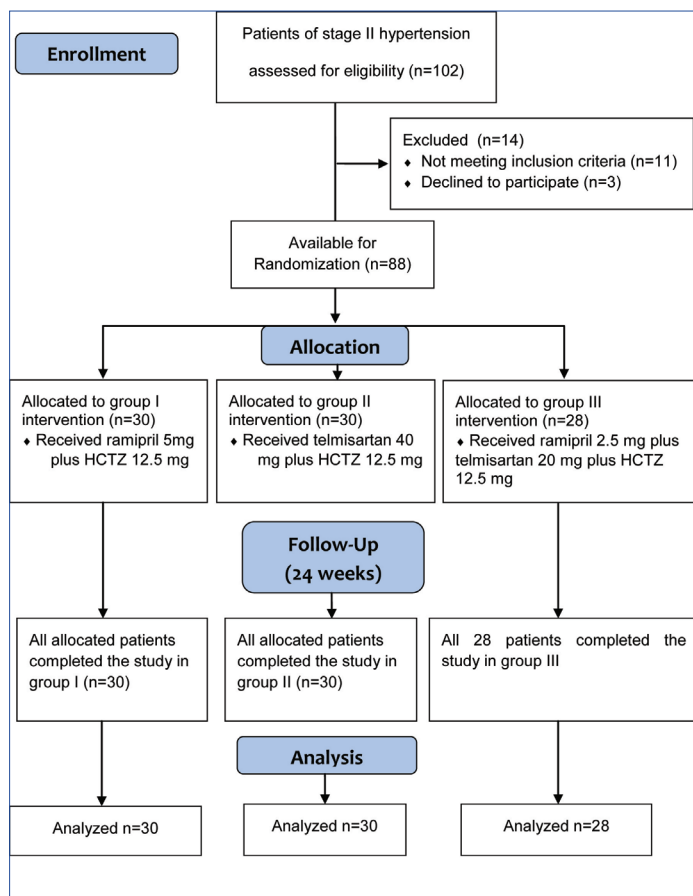 Enrollment
Patients of stage II hypertension
assessed for eligibility (n=102)
Excluded (n=14)
♦ Not meeting inclusion criteria (n=11)
♦ Declined to participate (n=3)
Available for
Randomization (n=88)
Allocation
Allocated to group I
intervention (n=30)
♦ Received ramipril 5mg
plus HCTZ 12.5 mg
Allocated to group II
intervention (n=30)
♦ Received telmisartan 40
mg plus HCTZ 12.5 mg
Allocated to group III
intervention (n=28)
♦ Received ramipril 2.5 mg plus
telmisartan 20 mg plus HCTZ
12.5 mg
Follow-Up
(24 weeks)
All allocated patients
completed the study in
group I (n=30)
All allocated patients
completed the study in
group II (n=30)
All 28 patients completed the
study in group III
Analysis
Analyzed n=30
Analyzed n=30
Analyzed n=28